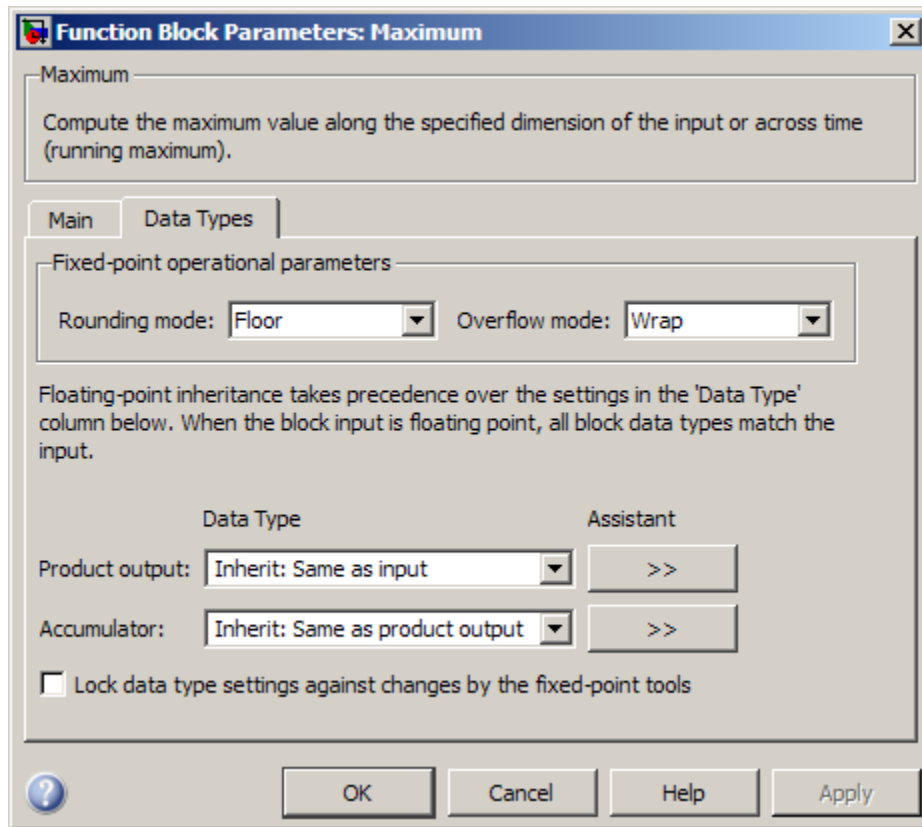 Function Block Parameters: Maximum
Maximum
Compute the maximum value along the specified dimension of the input or across time
(running maximum).
Main Data Types
Fixed-point operational parameters
Rounding mode: Floor Overflow mode: Wrap
Floating-point inheritance takes precedence over the settings in the 'Data Type'
column below. When the block input is floating point, all block data types match the
input.
Data Type Assistant
Product output: Inherit: Same as input >>
Accumulator: Inherit: Same as product output >>
Lock data type settings against changes by the fixed-point tools
? OK Cancel Help Apply